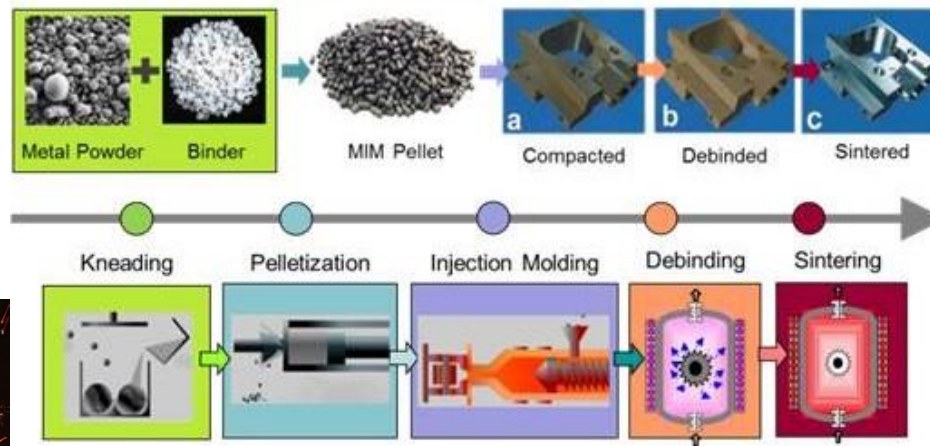 a
b
c
Metal Powder
Binder
MIM Pellet
Compacted
Debinded
Sintered
Kneading
Pelletization
Injection Molding
Debinding
Sintering